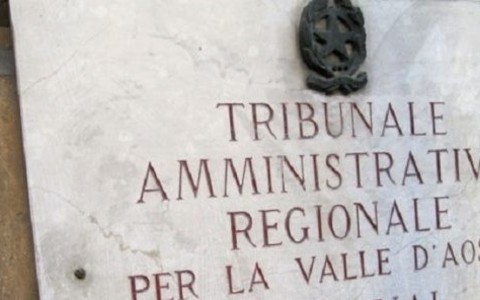 TRIBUNALE
AMMINISTRATIV
REGIONALE
PER LA VALLE D'AOS